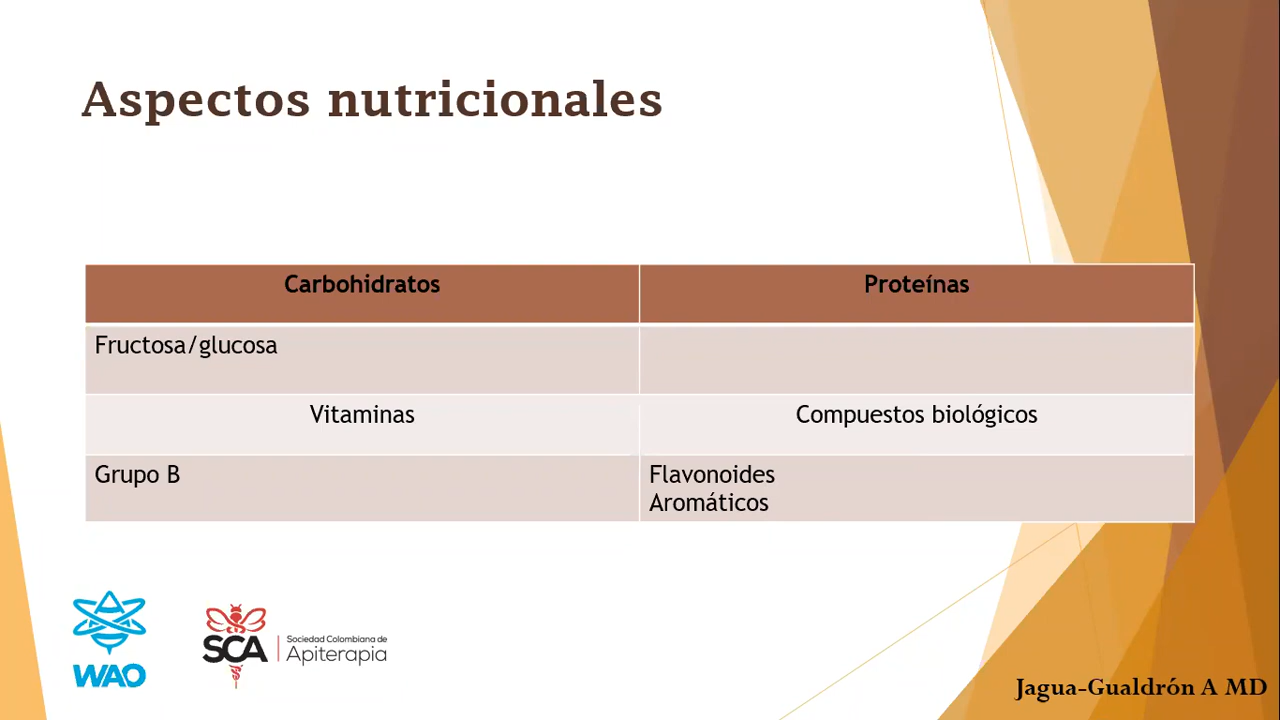 Aspectos nutricionales
Carbohidratos
Proteínas
Fructosa/glucosa
Vitaminas
Compuestos biológicos
Grupo B
Flavonoides
Aromáticos
WAO
SCA
Sociedad Colombiana de
Apiterapia
Jagua-Gualdrón A MD